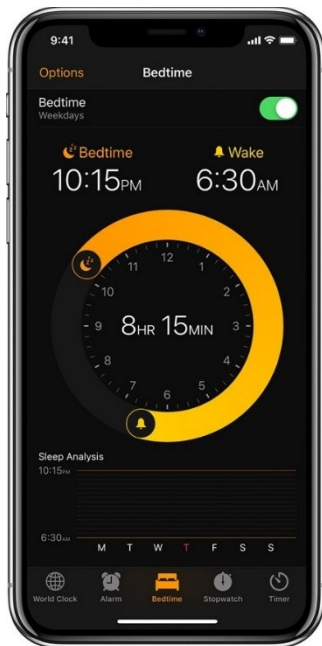 9:41
Options Bedtime
Bedtime
Weekdays
Bedtime Wake
10:15PM 6:30AM
12
11 1
10 2
9 8HR 15MIN 3
8 4
7 5
6
Sleep Analysis
10:15PM
6:30AM
M T W T F S S
World Clock Alarm Bedtime Stopwatch Timer